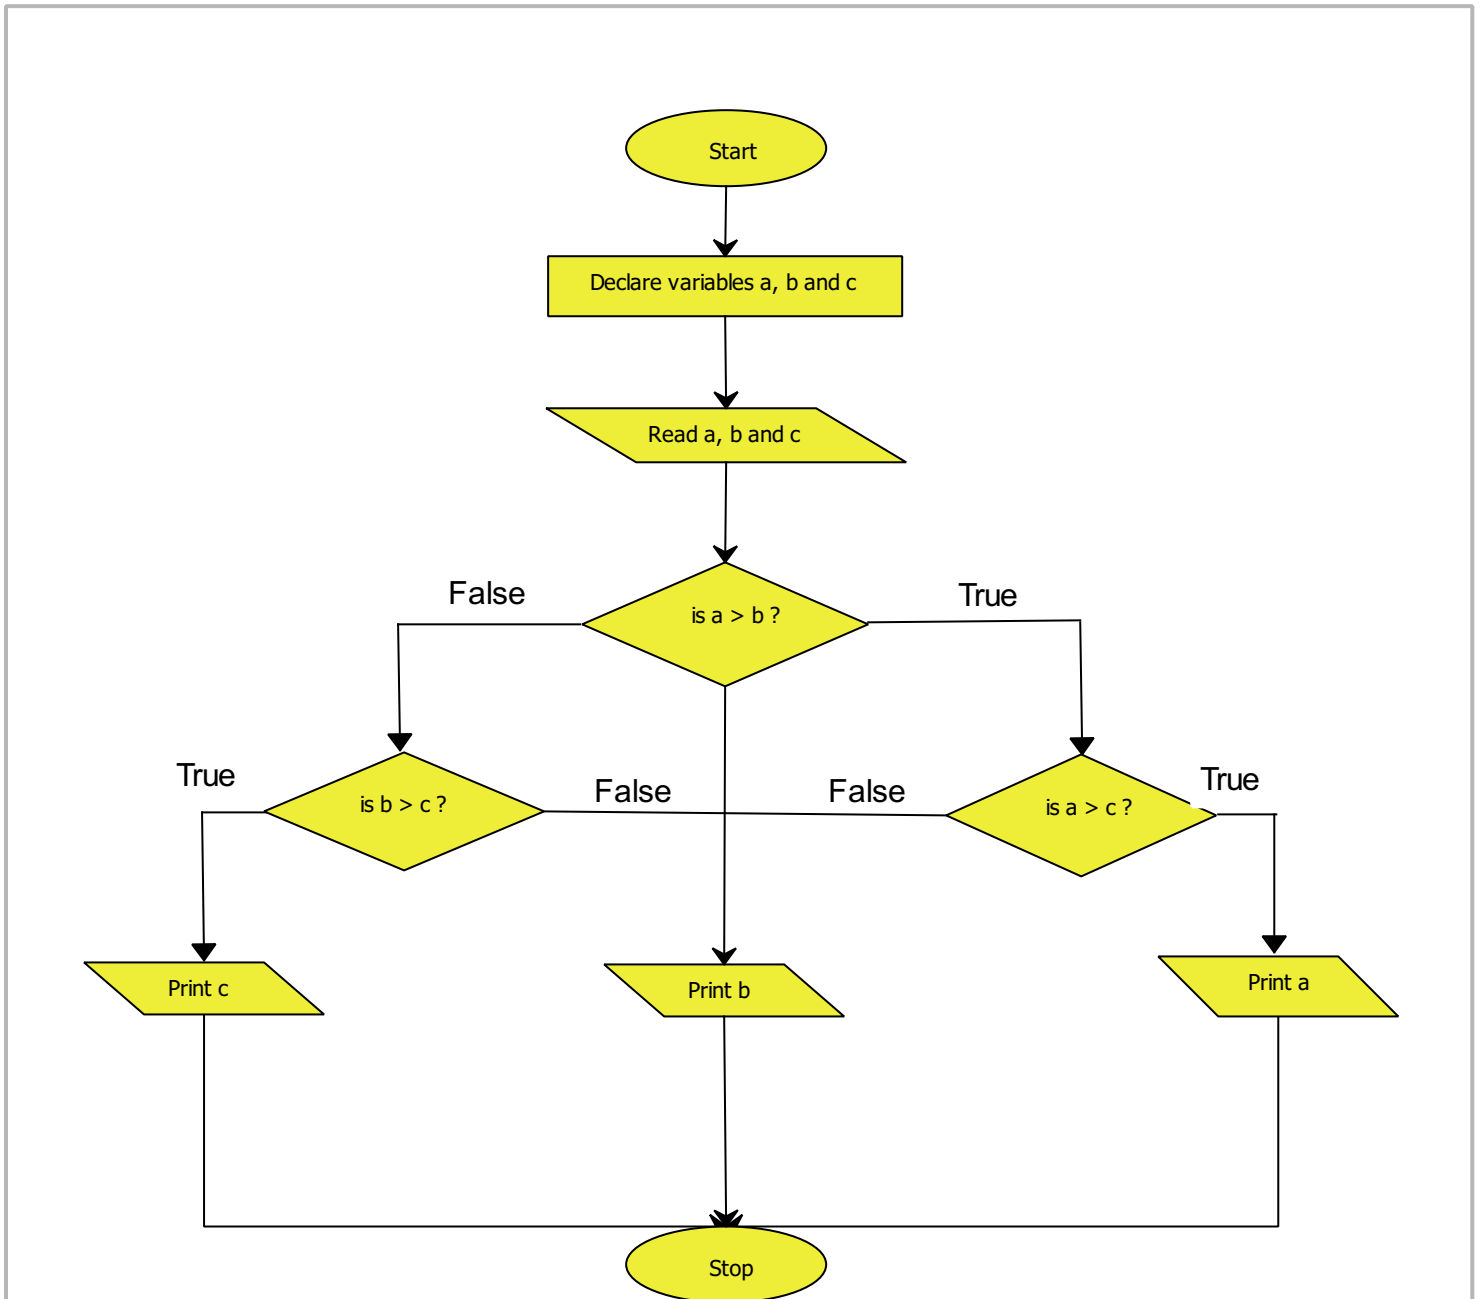 Start
Declare variables a, b and c
Read a, b and c
False
is a > b ?
True
True
is b > c ?
False
False
is a > c ?
True
Print c
Print b
Print a
Stop